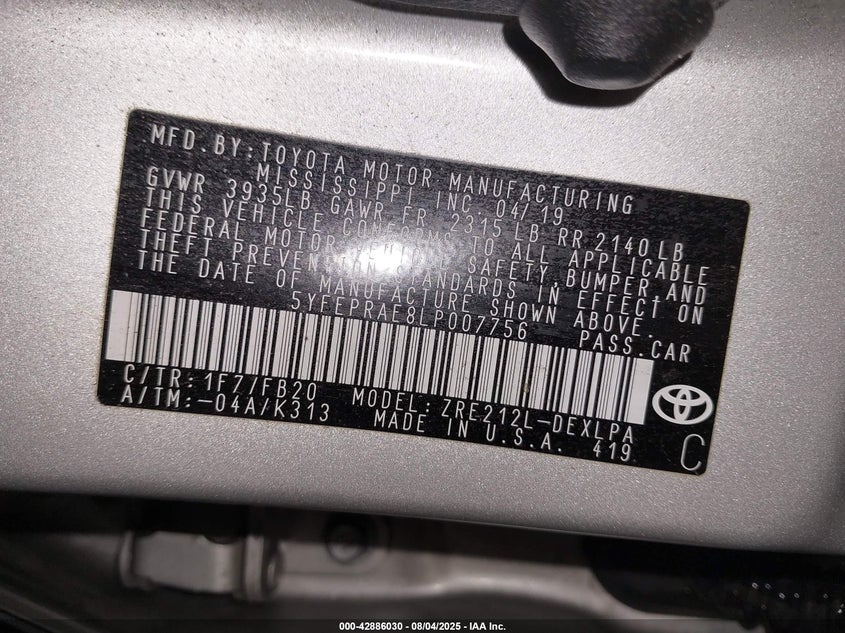 MFD. BY: TOYOTA MOTOR MANUFACTURING
MISSISSIPPI INC. 04/19
GVWR 3935LB GAWR FR 2315 LB RR 2140 LB
THIS VEHICLE CONFORMS TO ALL APPLICABLE
FEDERAL MOTOR VEHICLE SAFETY, BUMPER, AND
THEFT PREVENTION STANDARDS IN EFFECT ON
THE DATE OF MANUFACTURE SHOWN ABOVE.
5YFEPRAE8LP007756 PASS. CAR
C/TR: 1F7/FB20 MODEL: ZRE212L-DEXLPA
A/TM:-04A/K313 MADE IN U.S.A. 419
C
000-42886030 - 08/04/2025 - IAA Inc.